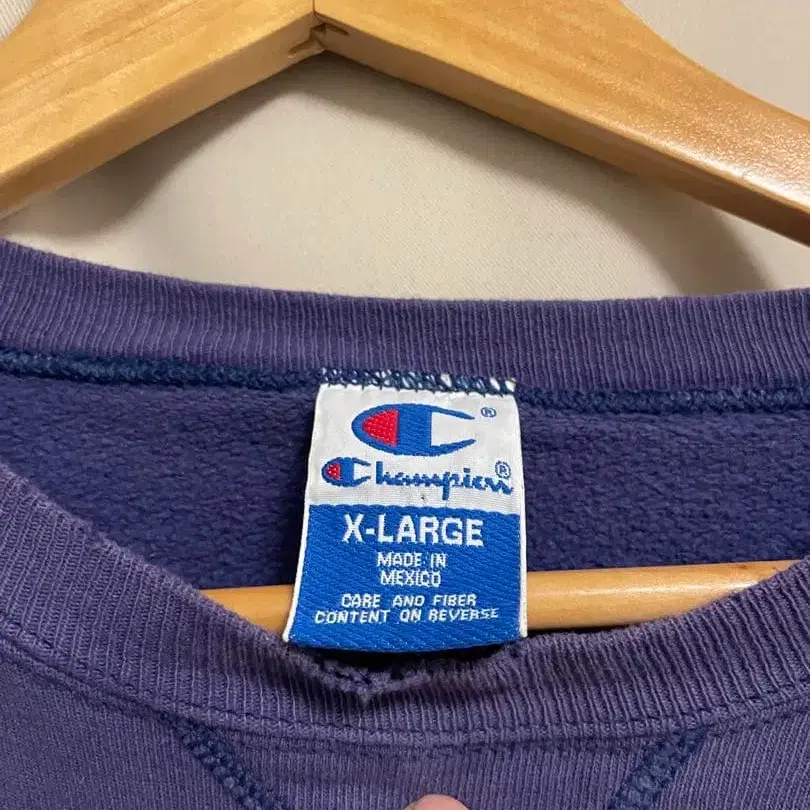 ®
Champion®
X-LARGE
MADE IN
MEXICO
CARE AND FIBER
CONTENT ON REVERSE